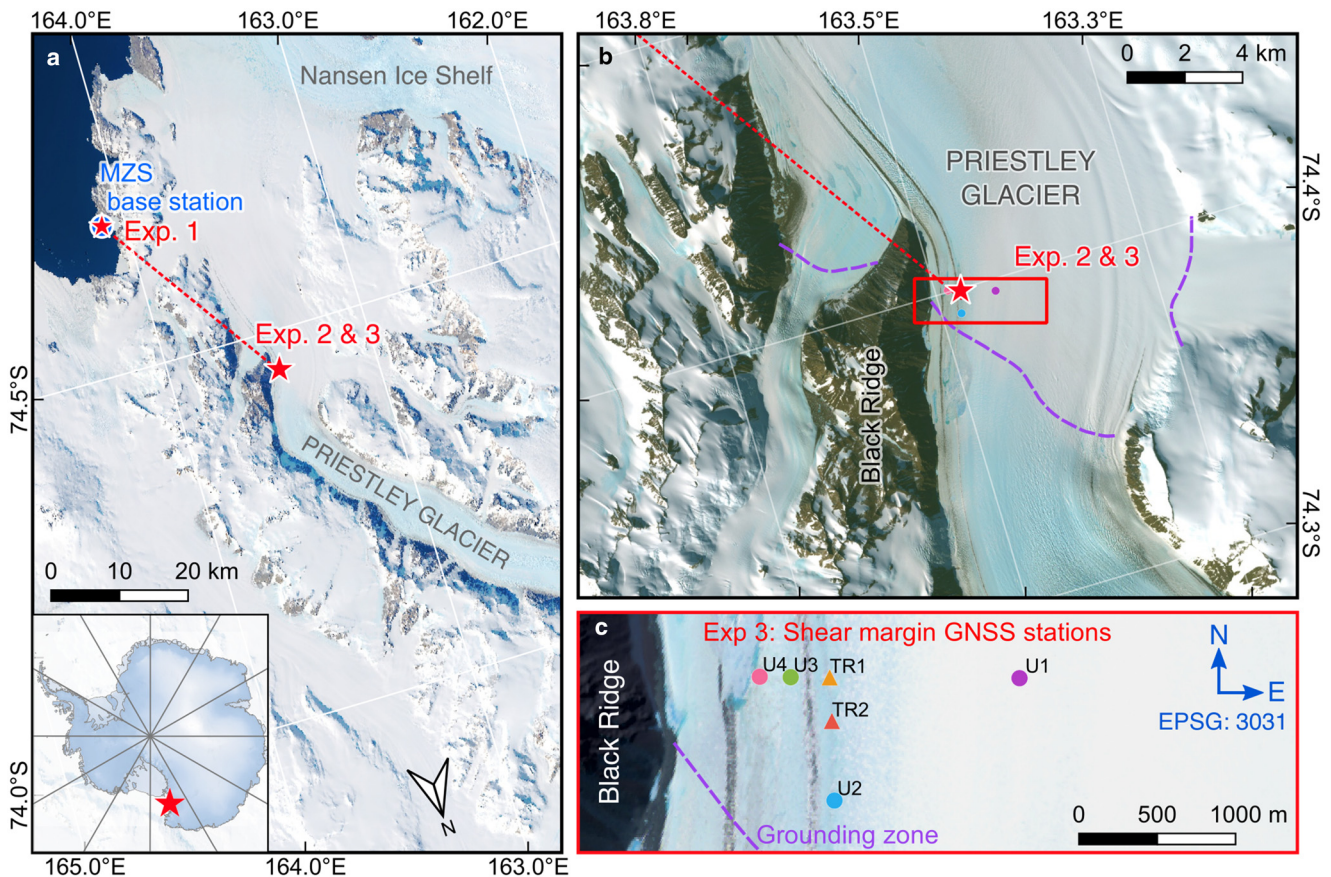 164.0°E 163.0°E 162.0°E
a
Nansen Ice Shelf
MZS
base station
Exp. 1
Exp. 2 & 3
74.5°S
PRIESTLEY GLACIER
0 10 20 km
N
74.0°S
165.0°E 164.0°E 163.0°E
163.8°E 163.5°E 163.3°E
b
0 2 4 km
PRIESTLEY
GLACIER
74.4°S
Exp. 2 & 3
Black Ridge
74.3°S
c
Exp 3: Shear margin GNSS stations
N
U4 U3 TR1 U1
E
TR2
EPSG: 3031
Black Ridge
U2
0 500 1000 m
Grounding zone